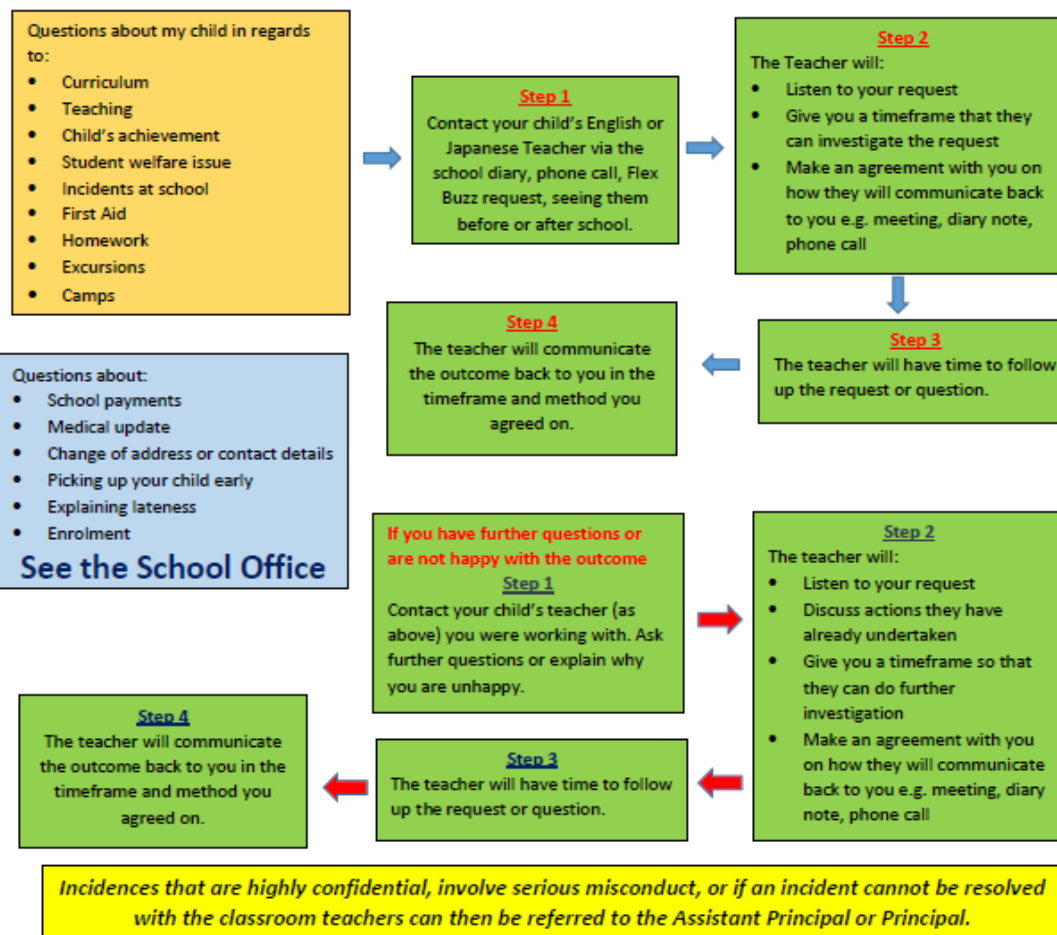 Questions about my child in regards
to:
• Curriculum
• Teaching
• Child's achievement
• Student welfare issue
• Incidents at school
• First Aid
• Homework
• Excursions
• Camps
Step 1
Contact your child's English or
Japanese Teacher via the
school diary, phone call, Flex
Buzz request, seeing them
before or after school.
Step 2
The Teacher will:
• Listen to your request
• Give you a timeframe that they
can investigate the request
• Make an agreement with you on
how they will communicate back
to you e.g. meeting, diary note,
phone call
Step 3
The teacher will have time to follow
up the request or question.
Step 4
The teacher will communicate
the outcome back to you in the
timeframe and method you
agreed on.
Questions about:
• School payments
• Medical update
• Change of address or contact details
• Picking up your child early
• Explaining lateness
• Enrolment
See the School Office
If you have further questions or
are not happy with the outcome
Step 1
Contact your child's teacher (as
above) you were working with. Ask
further questions or explain why
you are unhappy.
Step 2
The teacher will:
• Listen to your request
• Discuss actions they have
already undertaken
• Give you a timeframe so that
they can do further
investigation
• Make an agreement with you
on how they will communicate
back to you e.g. meeting, diary
note, phone call
Step 3
The teacher will have time to follow
up the request or question.
Step 4
The teacher will communicate
the outcome back to you in the
timeframe and method you
agreed on.
Incidences that are highly confidential, involve serious misconduct, or if an incident cannot be resolved
with the classroom teachers can then be referred to the Assistant Principal or Principal.